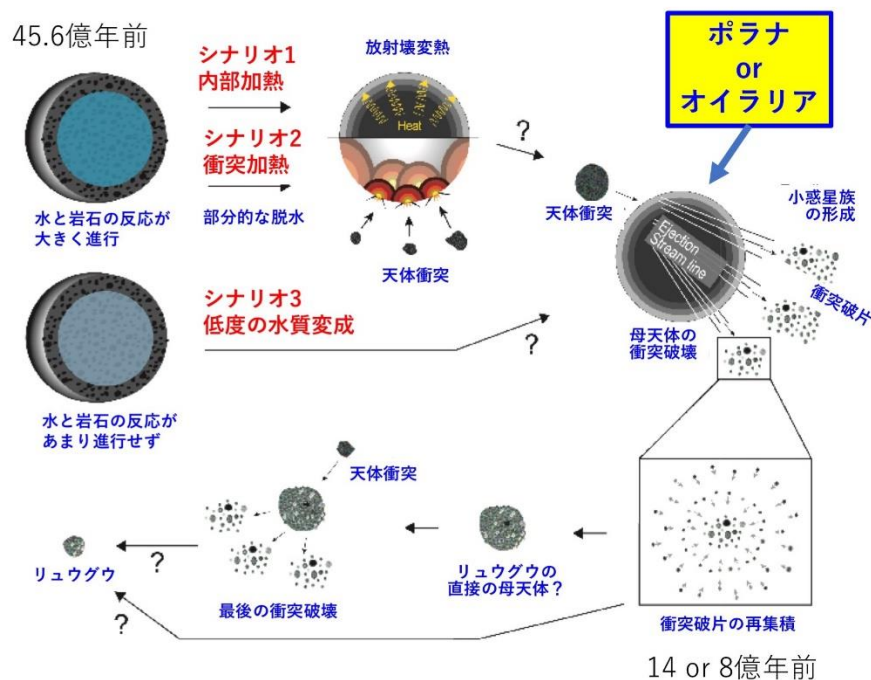 45.6億年前
シナリオ1
内部加熱
シナリオ2
衝突加熱
部分的な脱水
水と岩石の反応が
大きく進行
放射壊変熱
Heat
天体衝突
?
ポラナ
or
オイラリア
天体衝突
小惑星族
の形成
Ejection
Stream line
衝突破片
母天体の
衝突破壊
シナリオ3
低度の水質変成
?
水と岩石の反応が
あまり進行せず
天体衝突
リュウグウ
?
最後の衝突破壊
リュウグウの
直接の母天体?
?
衝突破片の再集積
14 or 8億年前